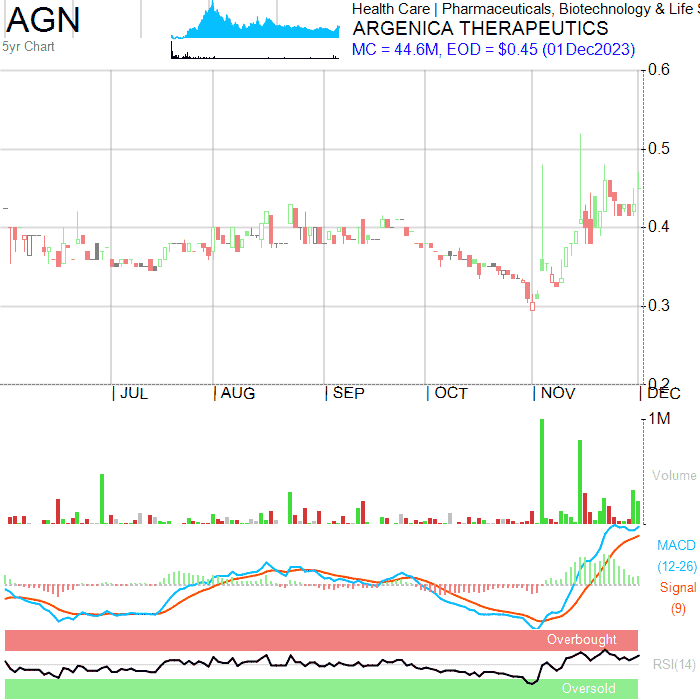 AGN
5yr Chart
Health Care | Pharmaceuticals, Biotechnology & Life S
ARGENICA THERAPEUTICS
MC = 44.6M, EOD = $0.45 (01Dec2023)
0.6
0.5
0.4
0.3
0.2
| JUL | AUG | SEP | OCT | NOV | DEC
1M
Volume
MACD
(12-26)
Signal
(9)
Overbought
RSI(14)
Oversold